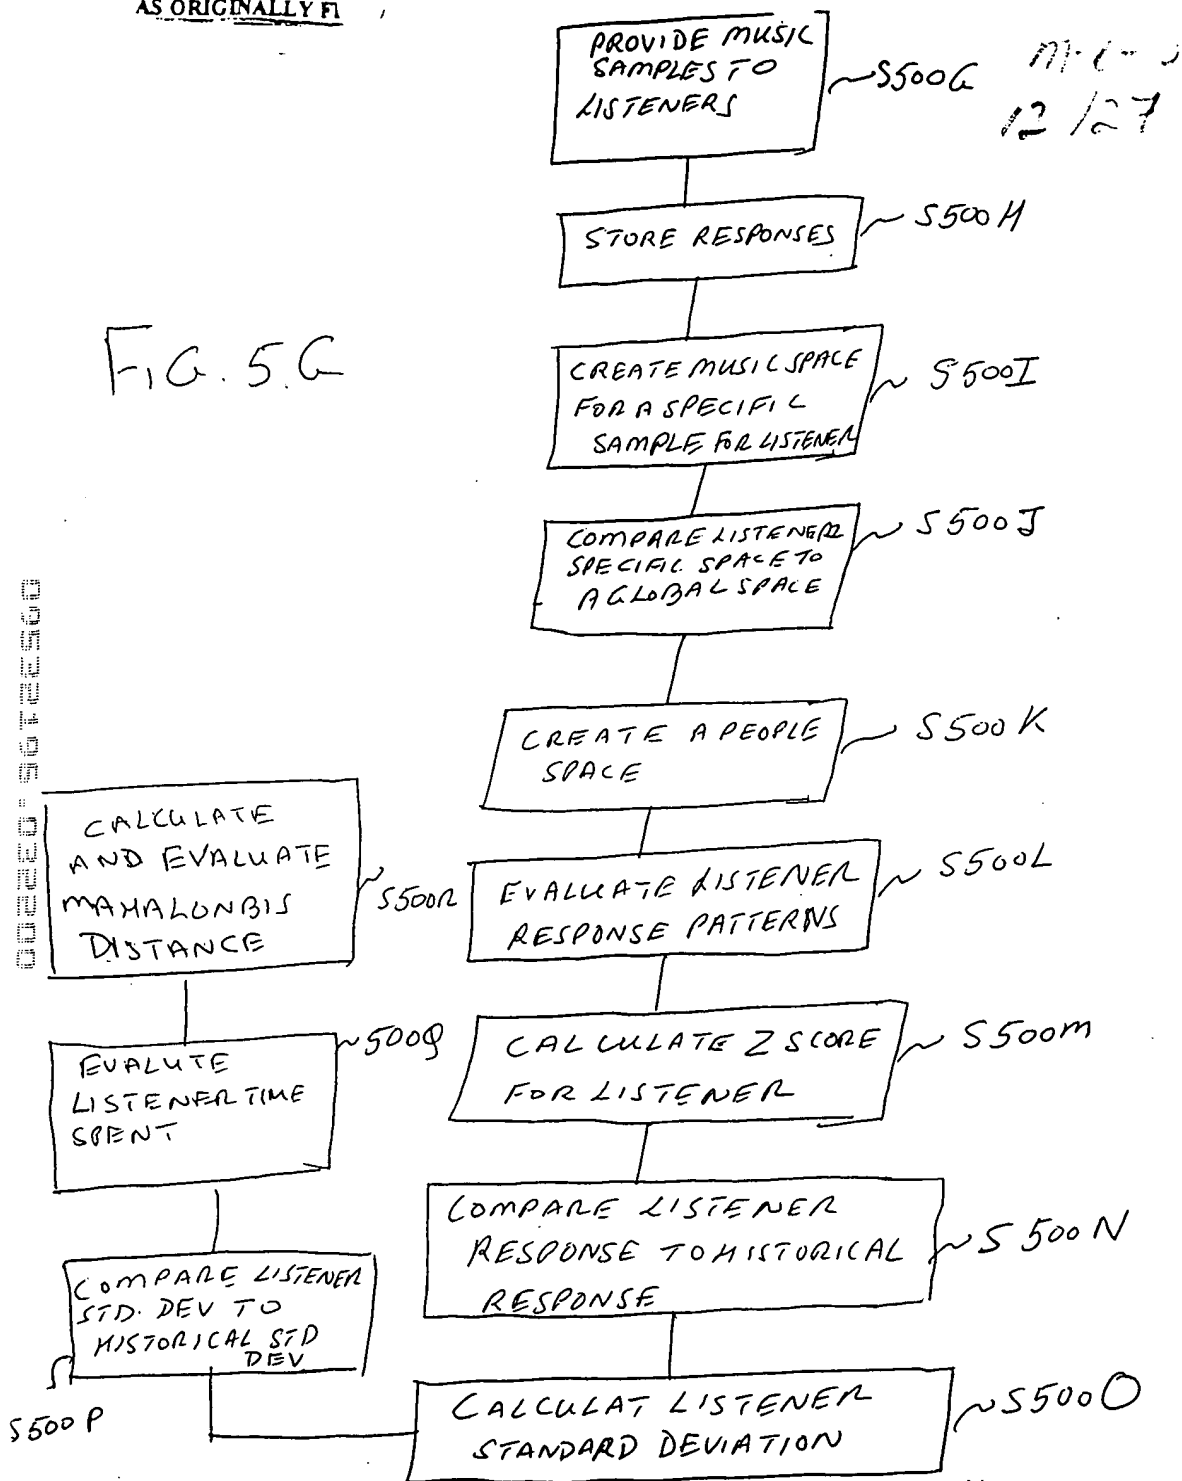 AS ORIGINALLY FI
12/27
PROVIDE MUSIC
SAMPLES TO
LISTENERS
S500G
STORE RESPONSES
S500H
FIG. 5.G
CREATE MUSIC SPACE
FOR A SPECIFIC
SAMPLE FOR LISTENER
S500I
COMPARE LISTENER
SPECIFIC SPACE TO
A GLOBAL SPACE
S500J
CREATE A PEOPLE
SPACE
S500K
EVALUATE LISTENER
RESPONSE PATTERNS
S500L
CALCULATE Z SCORE
FOR LISTENER
S500M
COMPARE LISTENER
RESPONSE TO HISTORICAL
RESPONSE
S500N
CALCULAT LISTENER
STANDARD DEVIATION
S500O
COMPARE LISTENER
STD. DEV TO
HISTORICAL STD
DEV
S500P
EVALUTE
LISTENER TIME
SPENT
500Q
CALCULATE
AND EVALUATE
MAHALONBIS
DISTANCE
S500R